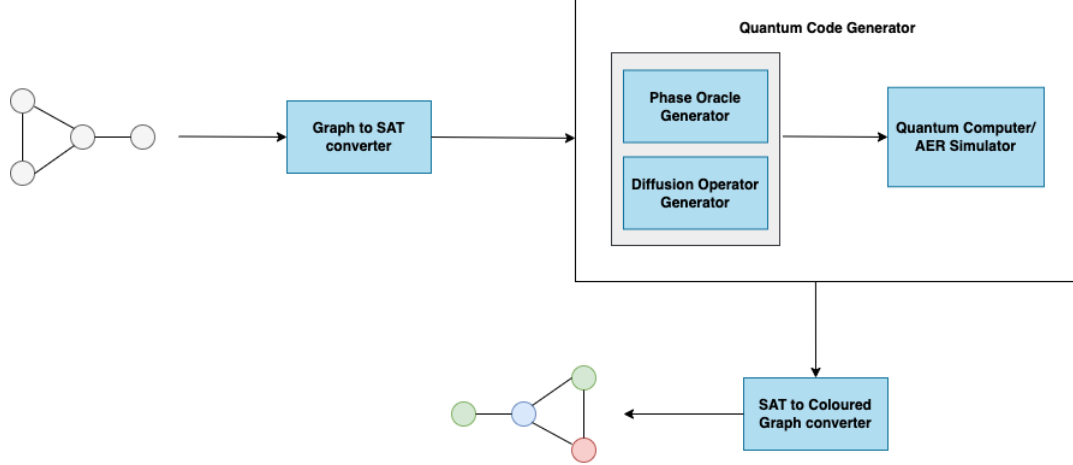 Quantum Code Generator
Phase Oracle
Generator
Graph to SAT
converter
Quantum Computer/
AER Simulator
Diffusion Operator
Generator
SAT to Coloured
Graph converter